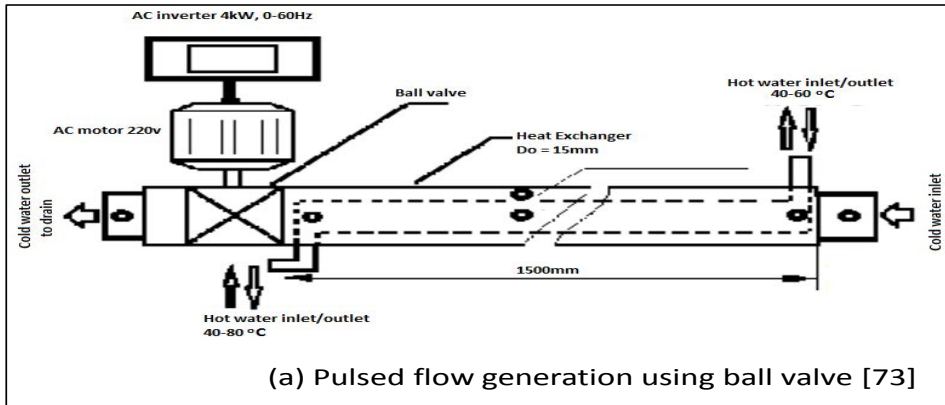 AC inverter 4kW, 0-60Hz
Hot water inlet/outlet
40-60 °C
Ball valve
AC motor 220v
Heat Exchanger
Do = 15mm
Cold water outlet
to drain
Cold water inlet
1500mm
Hot water inlet/outlet
40-80 °C
(a) Pulsed flow generation using ball valve [73]